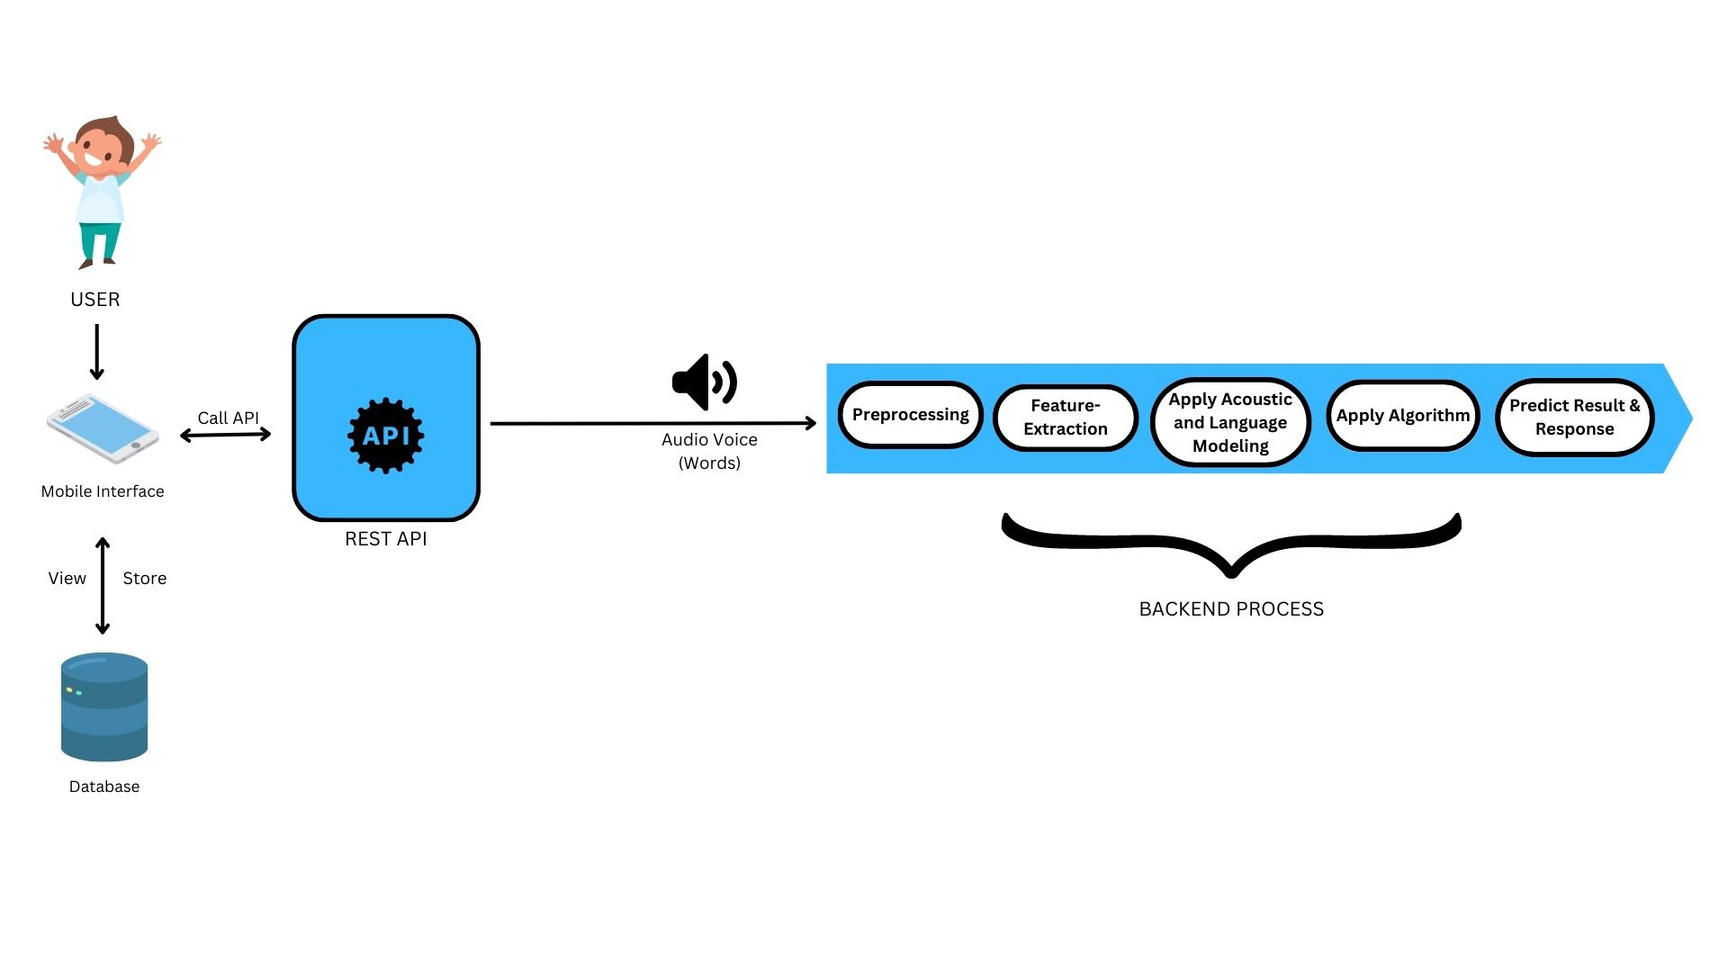 USER
Call API
Mobile Interface
View
Store
Database
API
REST API
Audio Voice
(Words)
Preprocessing
Feature-
Extraction
Apply Acoustic
and Language
Modeling
Apply Algorithm
Predict Result &
Response
BACKEND PROCESS